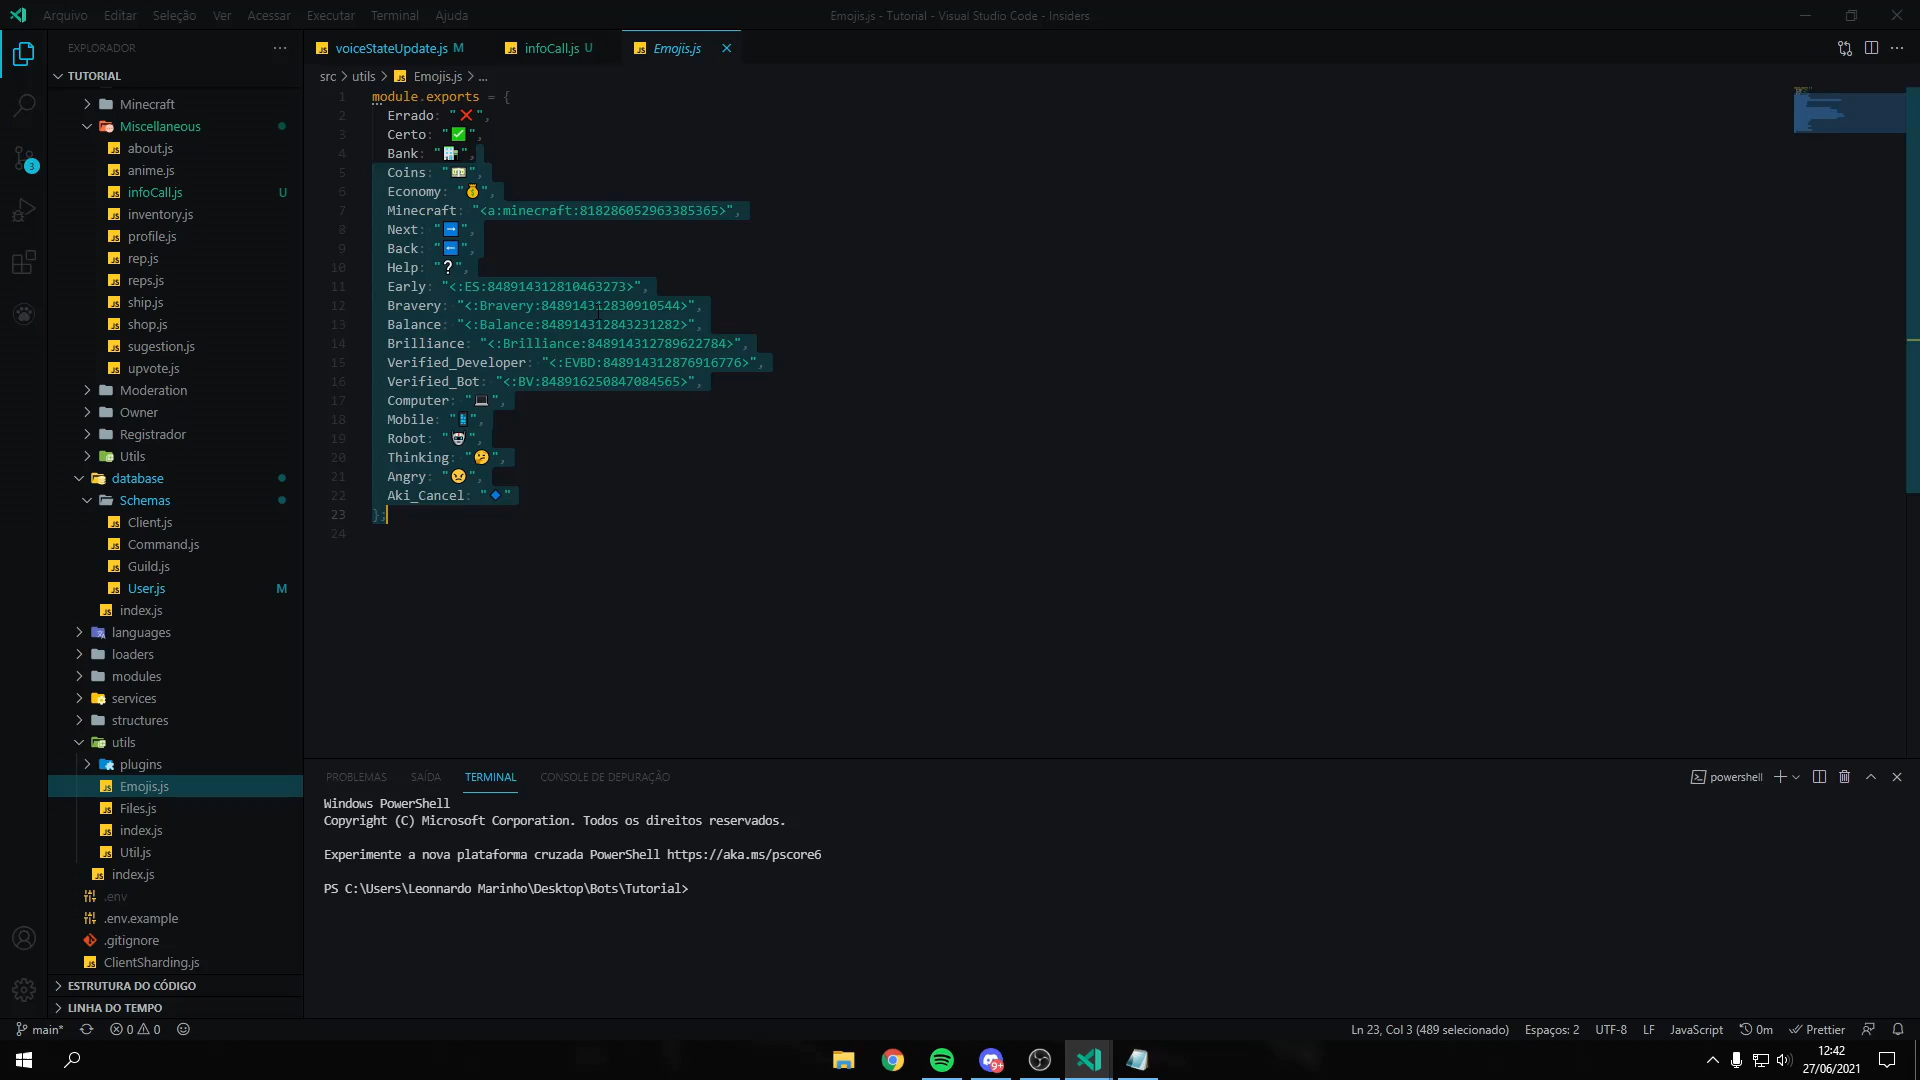 Arquivo Editar Seleção Ver Acessar Executar Terminal Ajuda
Emojis.js - Tutorial - Visual Studio Code - Insiders
EXPLORADOR
TUTORIAL
Minecraft
Miscellaneous
about.js
anime.js
infoCall.js U
inventory.js
profile.js
rep.js
reps.js
ship.js
shop.js
sugestion.js
upvote.js
Moderation
Owner
Registrador
Utils
database
Schemas
Client.js
Command.js
Guild.js
User.js M
index.js
languages
loaders
modules
services
structures
utils
plugins
Emojis.js
Files.js
index.js
Util.js
index.js
.env
.env.example
.gitignore
ClientSharding.js
ESTRUTURA DO CÓDIGO
LINHA DO TEMPO
3
voiceStateUpdate.js M
infoCall.js U
Emojis.js
src > utils > Emojis.js > ...
1 module.exports = {
2 Errado: "❌",
3 Certo: "✅",
4 Bank: "🏦",
5 Coins: "💴",
6 Economy: "💰",
7 Minecraft: "<a:minecraft:818286052963385365>",
8 Next: "➡️",
9 Back: "⬅️",
10 Help: "❔",
11 Early: "<:ES:848914312810463273>",
12 Bravery: "<:Bravery:848914312830910544>",
13 Balance: "<:Balance:848914312843231282>",
14 Brilliance: "<:Brilliance:848914312789622784>",
15 Verified_Developer: "<:EVBD:848914312876916776>",
16 Verified_Bot: "<:BV:848916250847084565>",
17 Computer: "💻",
18 Mobile: "📱",
19 Robot: "🤖",
20 Thinking: "🤔",
21 Angry: "😠",
22 Aki_Cancel: "🔹"
23 };
24
PROBLEMAS SAÍDA TERMINAL CONSOLE DE DEPURAÇÃO
powershell
Windows PowerShell
Copyright (C) Microsoft Corporation. Todos os direitos reservados.
Experimente a nova plataforma cruzada PowerShell https://aka.ms/pscore6
PS C:\Users\Leonnardo Marinho\Desktop\Bots\Tutorial>
main* 0 0
Ln 23, Col 3 (489 selecionado) Espaços: 2 UTF-8 LF JavaScript 0m Prettier
9+
12:42
27/06/2021